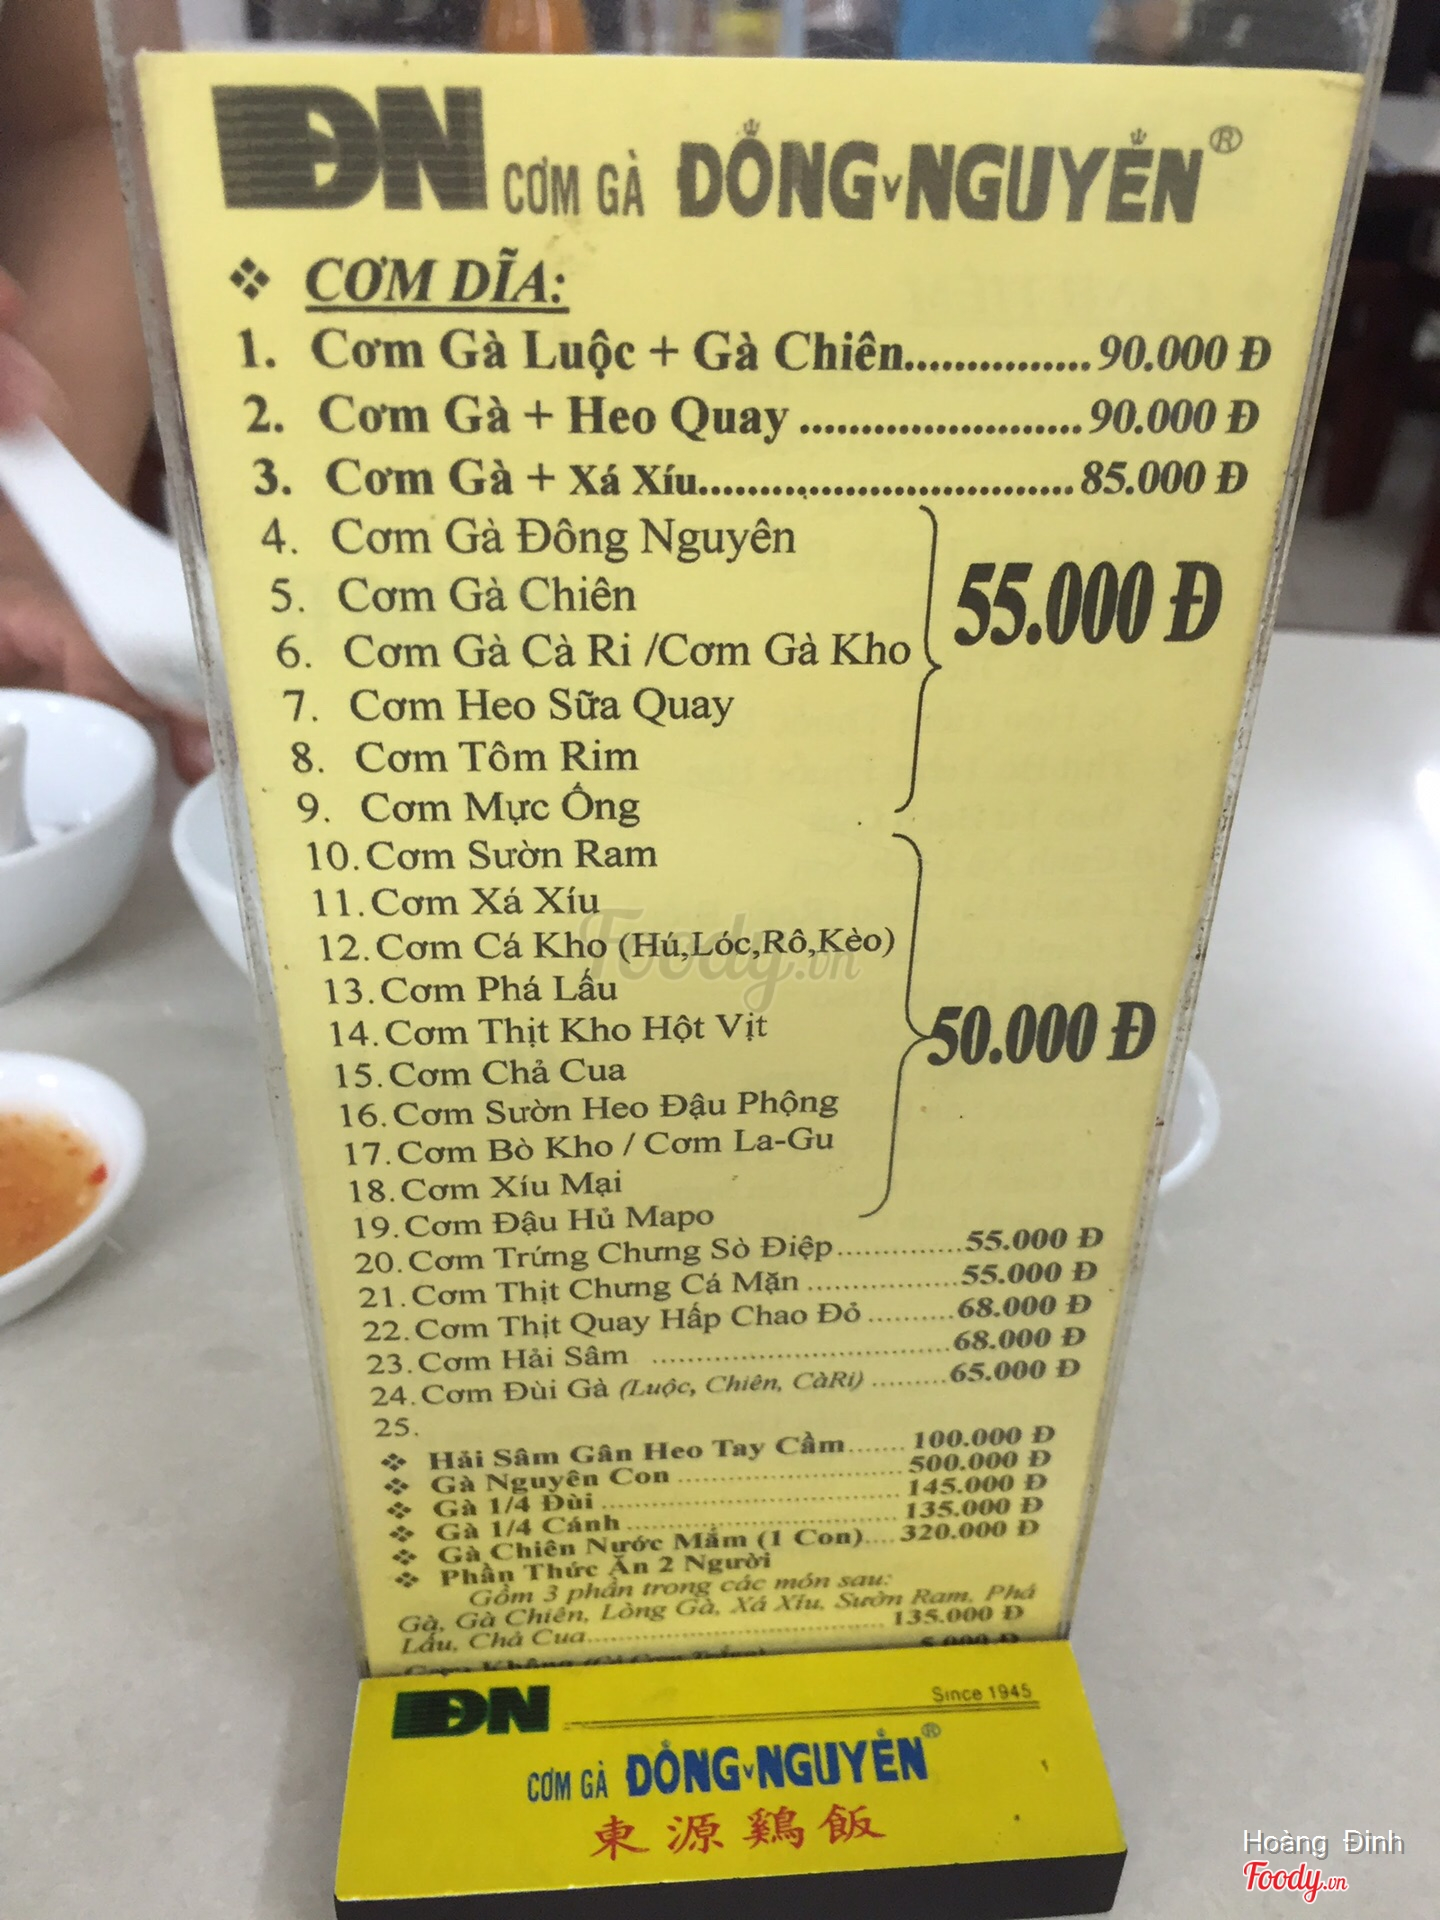 ĐN CƠM GÀ ĐÔNG NGUYÊN ®
❖ CƠM DĨA:
1. Cơm Gà Luộc + Gà Chiên...............90.000 Đ
2. Cơm Gà + Heo Quay .......................90.000 Đ
3. Cơm Gà + Xá Xíu...............................85.000 Đ
4. Cơm Gà Đông Nguyên
5. Cơm Gà Chiên
55.000 Đ
6. Cơm Gà Cà Ri /Cơm Gà Kho
7. Cơm Heo Sữa Quay
8. Cơm Tôm Rim
9. Cơm Mực Ống
10. Cơm Sườn Ram
11. Cơm Xá Xíu
12. Cơm Cá Kho (Hú,Lóc,Rô,Kèo)
13. Cơm Phá Lấu
14. Cơm Thịt Kho Hột Vịt
50.000 Đ
15. Cơm Chả Cua
16. Cơm Sườn Heo Đậu Phộng
17. Cơm Bò Kho / Cơm La-Gu
18. Cơm Xíu Mại
19. Cơm Đậu Hủ Mapo
20. Cơm Trứng Chưng Sò Điệp.............55.000 Đ
21. Cơm Thịt Chưng Cá Mặn ................55.000 Đ
22. Cơm Thịt Quay Hấp Chao Đỏ ..........68.000 Đ
23. Cơm Hải Sâm ................................68.000 Đ
24. Cơm Đùi Gà (Luộc, Chiên, CàRi) .........65.000 Đ
25.
❖ Hải Sâm Gân Heo Tay Cầm....... 100.000 Đ
❖ Gà Nguyên Con ............................ 500.000 Đ
❖ Gà 1/4 Đùi ................................... 145.000 Đ
❖ Gà 1/4 Cánh ................................ 135.000 Đ
❖ Gà Chiên Nước Mắm (1 Con).... 320.000 Đ
❖ Phần Thức Ăn 2 Người
Gồm 3 phần trong các món sau:
Gà, Gà Chiên, Lòng Gà, Xá Xíu, Sườn Ram, Phá
Lấu, Chả Cua................................ 135.000 Đ
5.000 Đ
Foody.vn
ĐN Since 1945
CƠM GÀ ĐÔNG NGUYÊN ®
東源雞飯
Hoàng Đinh
Foody.vn